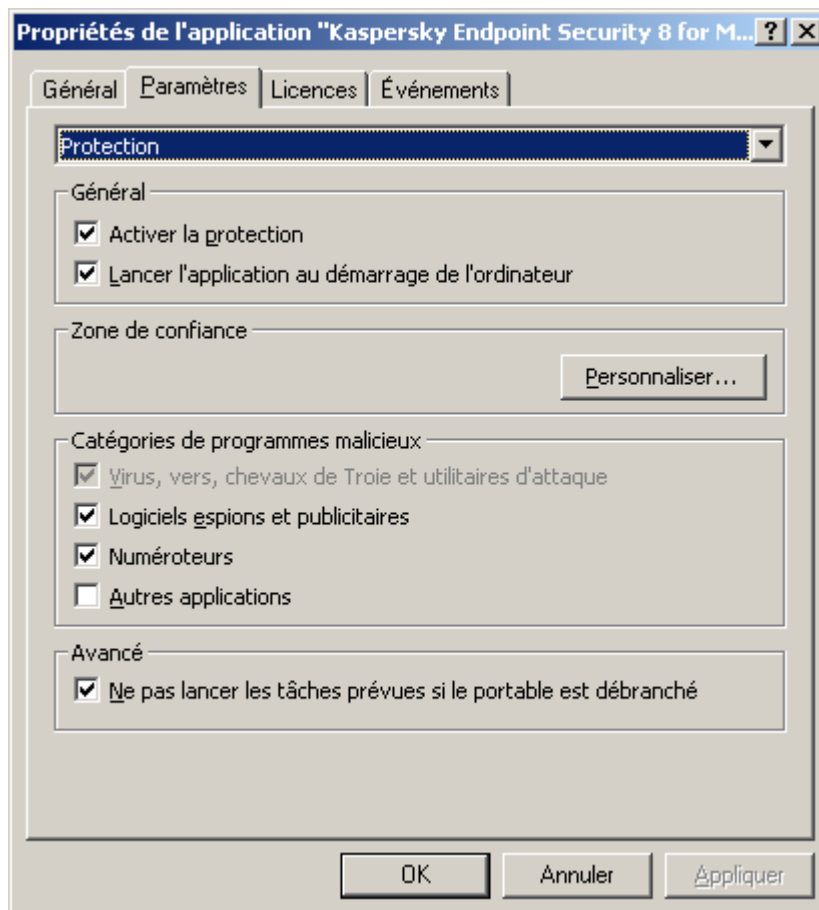 Propriétés de l'application "Kaspersky Endpoint Security 8 for M...
Général Paramètres Licences Événements
Protection
Général
Activer la protection
Lancer l'application au démarrage de l'ordinateur
Zone de confiance
Personnaliser...
Catégories de programmes malicieux
Virus, vers, chevaux de Troie et utilitaires d'attaque
Logiciels espions et publicitaires
Numéroteurs
Autres applications
Avancé
Ne pas lancer les tâches prévues si le portable est débranché
OK Annuler Appliquer